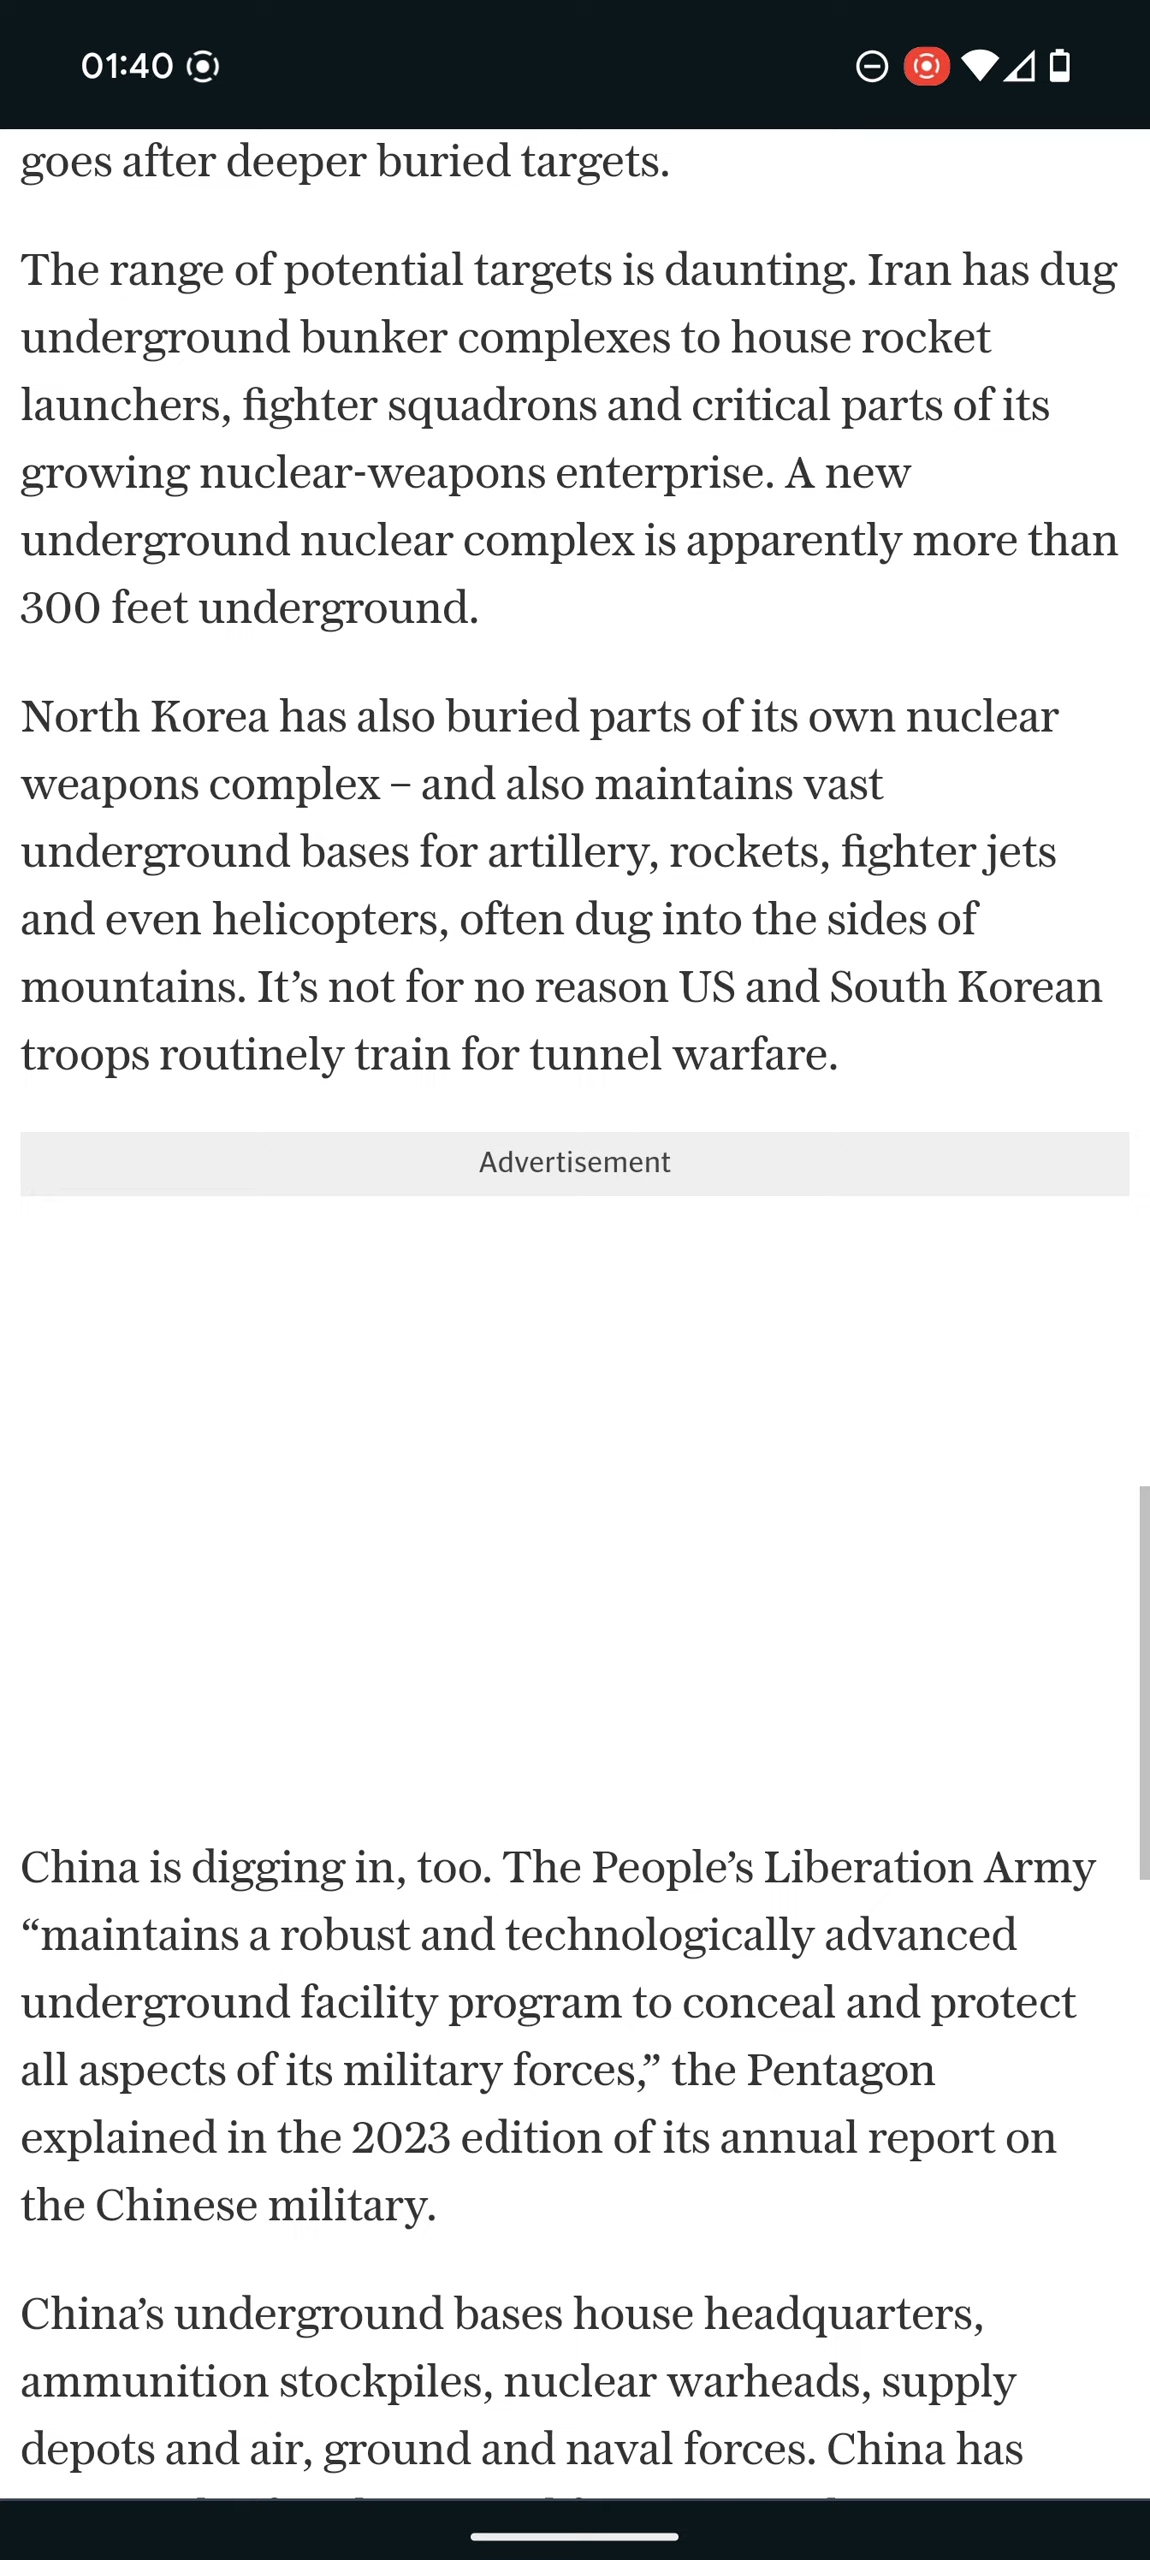 01:40
goes after deeper buried targets.
The range of potential targets is daunting. Iran has dug
underground bunker complexes to house rocket
launchers, fighter squadrons and critical parts of its
growing nuclear-weapons enterprise. A new
underground nuclear complex is apparently more than
300 feet underground.
North Korea has also buried parts of its own nuclear
weapons complex – and also maintains vast
underground bases for artillery, rockets, fighter jets
and even helicopters, often dug into the sides of
mountains. It’s not for no reason US and South Korean
troops routinely train for tunnel warfare.
Advertisement
China is digging in, too. The People’s Liberation Army
“maintains a robust and technologically advanced
underground facility program to conceal and protect
all aspects of its military forces,” the Pentagon
explained in the 2023 edition of its annual report on
the Chinese military.
China’s underground bases house headquarters,
ammunition stockpiles, nuclear warheads, supply
depots and air, ground and naval forces. China has